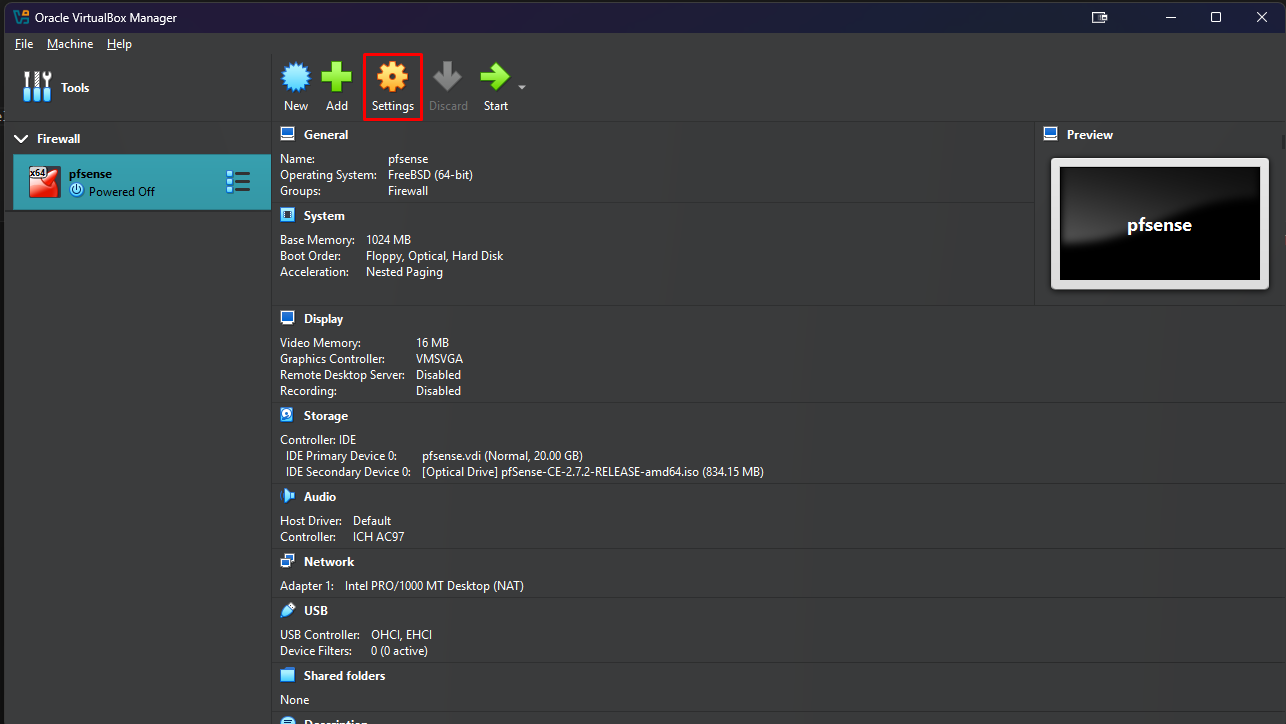 Oracle VirtualBox Manager
File Machine Help
Tools
New Add Settings Discard Start
Firewall
x64
pfsense
Powered Off
General
Name: pfsense
Operating System: FreeBSD (64-bit)
Groups: Firewall
Preview
pfsense
System
Base Memory: 1024 MB
Boot Order: Floppy, Optical, Hard Disk
Acceleration: Nested Paging
Display
Video Memory: 16 MB
Graphics Controller: VMSVGA
Remote Desktop Server: Disabled
Recording: Disabled
Storage
Controller: IDE
IDE Primary Device 0: pfsense.vdi (Normal, 20.00 GB)
IDE Secondary Device 0: [Optical Drive] pfSense-CE-2.7.2-RELEASE-amd64.iso (834.15 MB)
Audio
Host Driver: Default
Controller: ICH AC97
Network
Adapter 1: Intel PRO/1000 MT Desktop (NAT)
USB
USB Controller: OHCI, EHCI
Device Filters: 0 (0 active)
Shared folders
None
Description